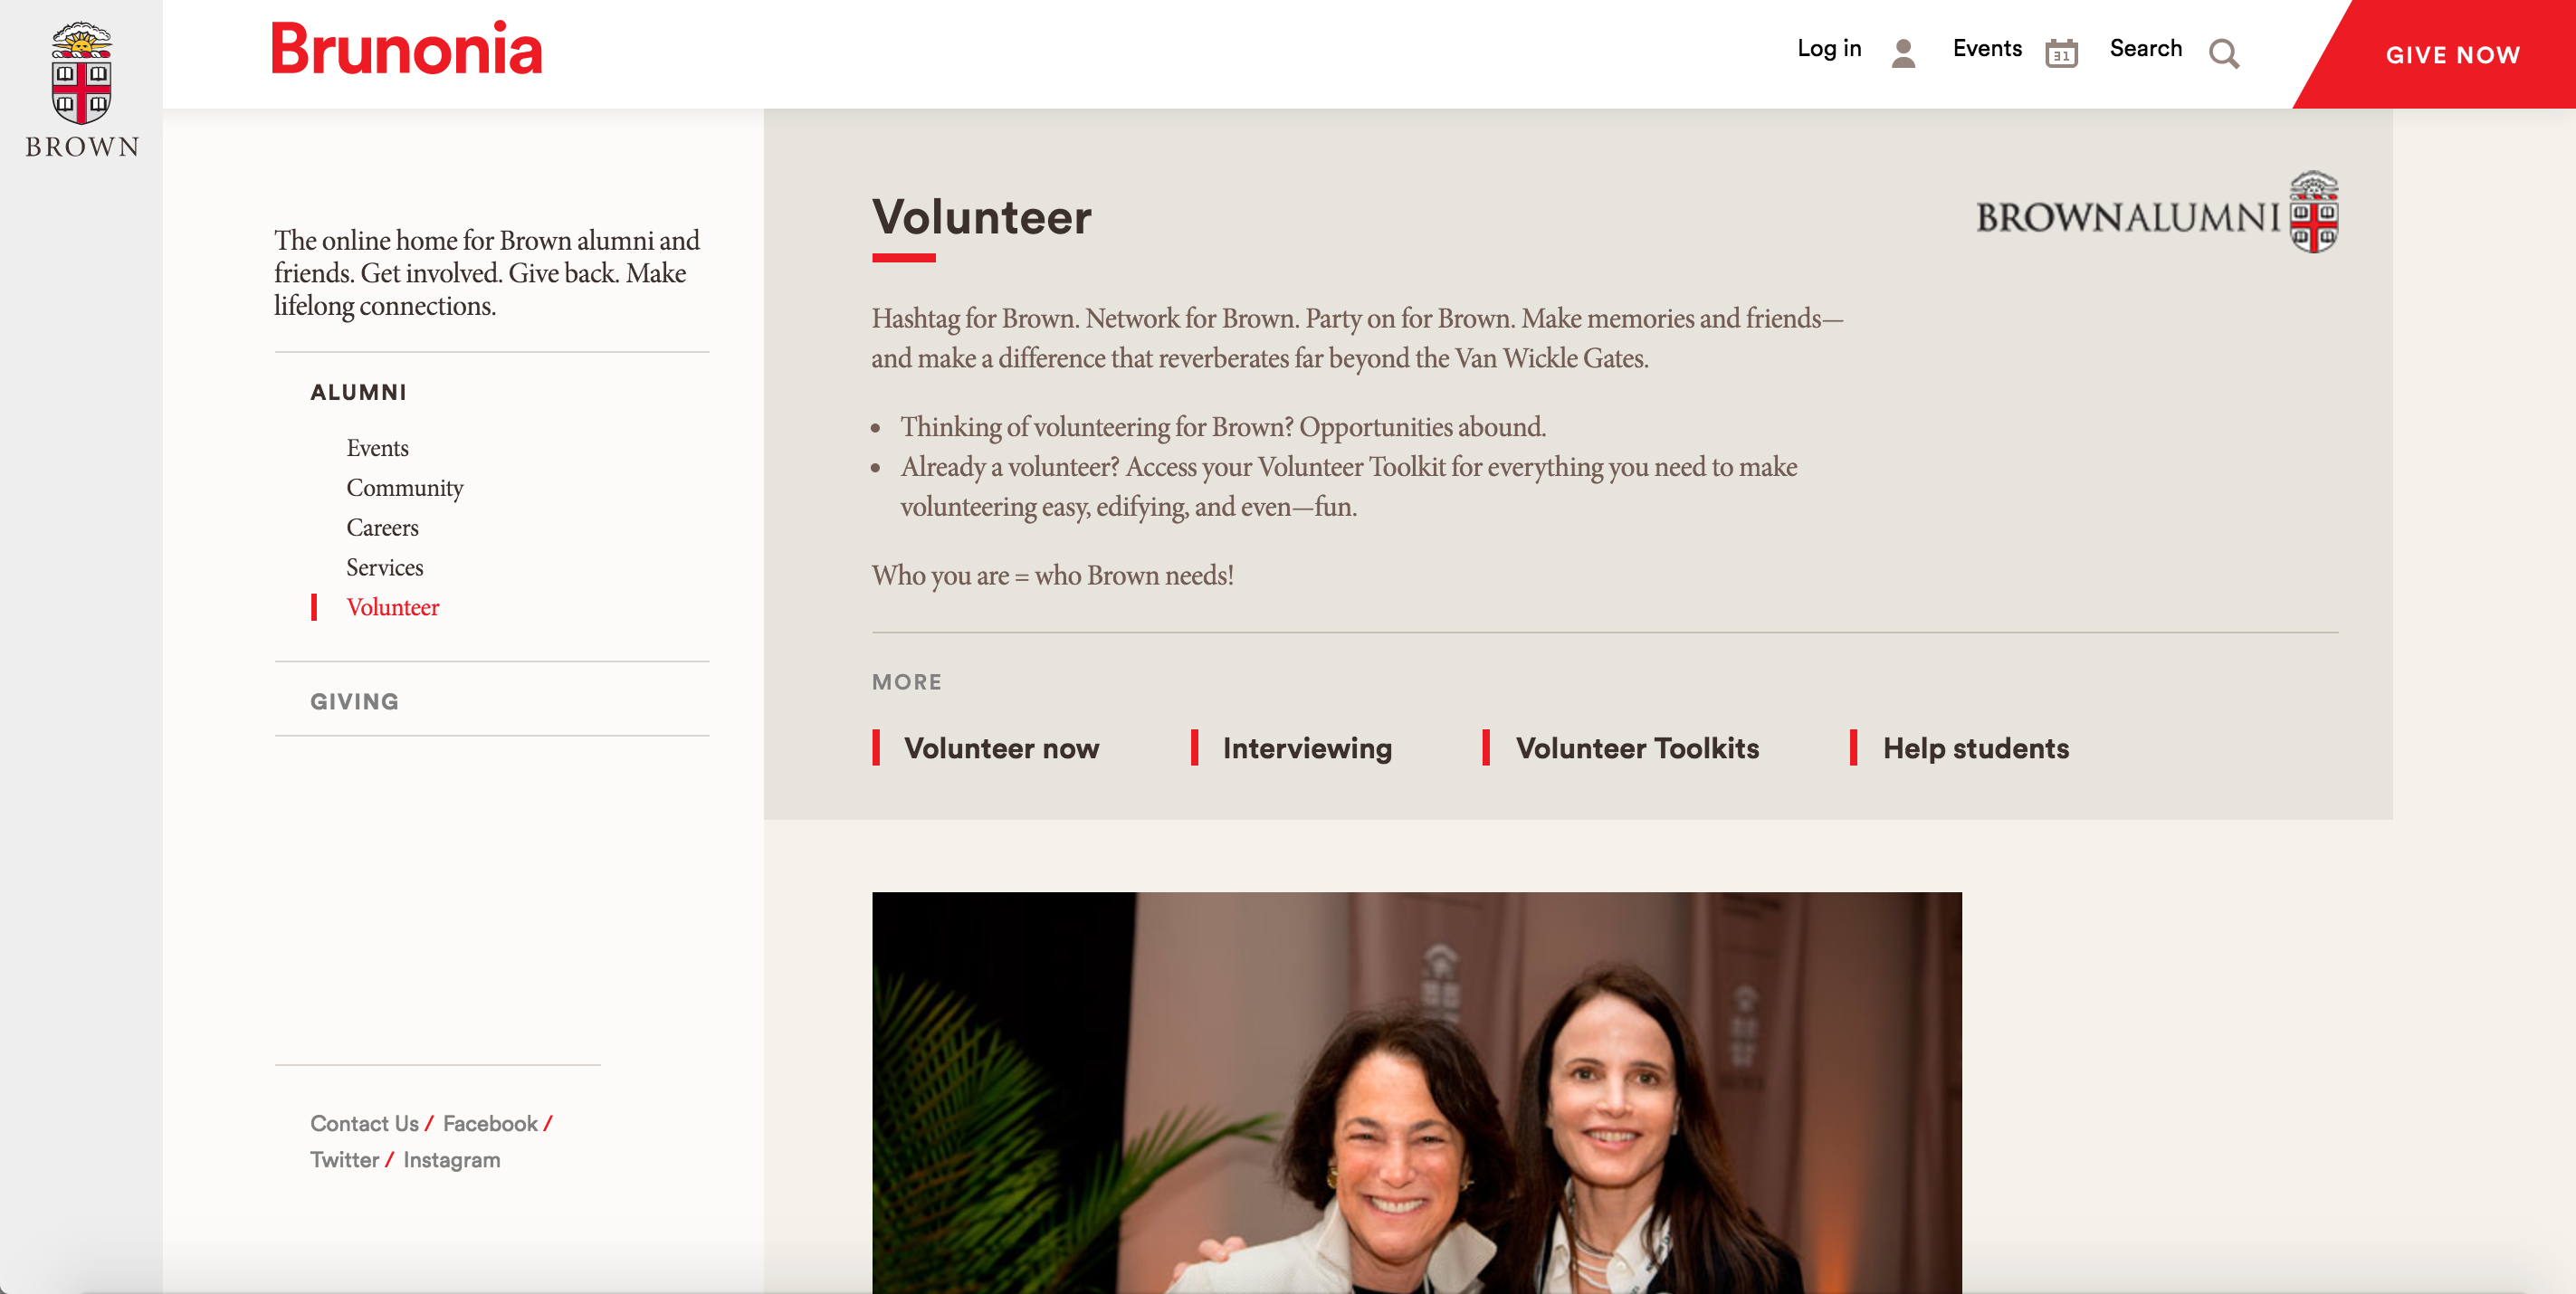 BROWN
Brunonia
Log in
Events
31
Search
GIVE NOW
The online home for Brown alumni and
friends. Get involved. Give back. Make
lifelong connections.
ALUMNI
Events
Community
Careers
Services
Volunteer
GIVING
Contact Us / Facebook /
Twitter / Instagram
Volunteer
BROWNALUMNI
Hashtag for Brown. Network for Brown. Party on for Brown. Make memories and friends—
and make a difference that reverberates far beyond the Van Wickle Gates.
• Thinking of volunteering for Brown? Opportunities abound.
• Already a volunteer? Access your Volunteer Toolkit for everything you need to make
volunteering easy, edifying, and even—fun.
Who you are = who Brown needs!
MORE
Volunteer now
Interviewing
Volunteer Toolkits
Help students